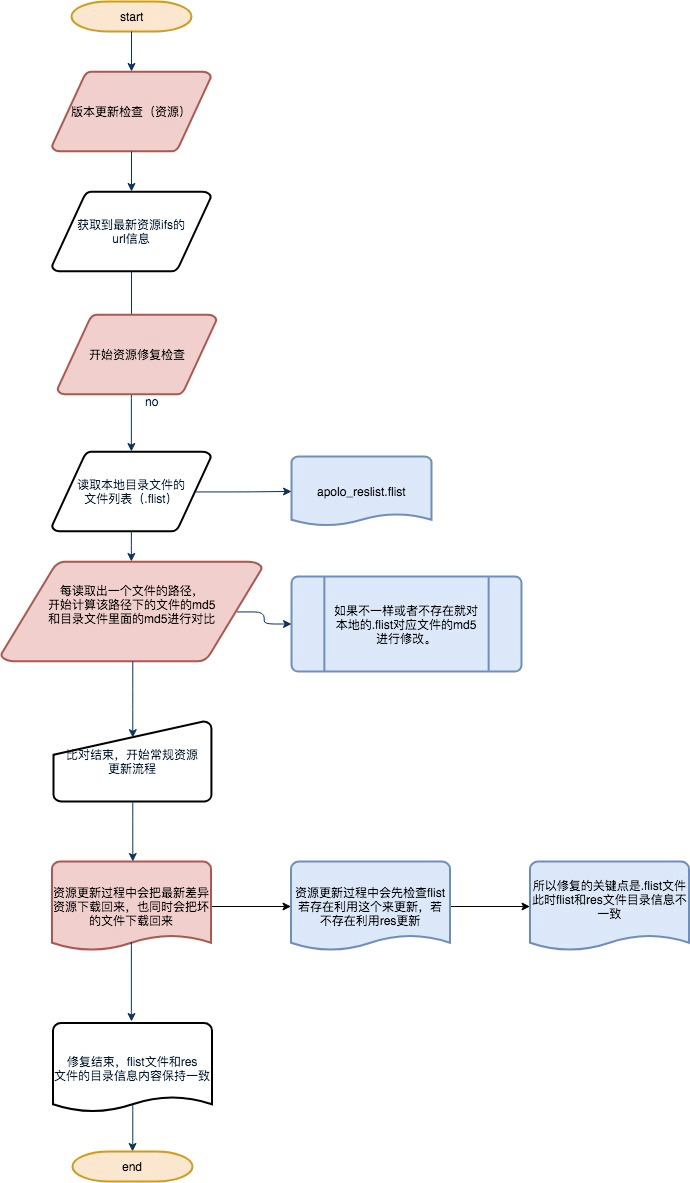 start
版本更新检查（资源）
获取到最新资源ifs的
url信息
开始资源修复检查
no
读取本地目录文件的
文件列表（.flist）
apolo_reslist.flist
每读取出一个文件的路径，
开始计算该路径下的文件的md5
和目录文件里面的md5进行对比
如果不一样或者不存在就对
本地的.flist对应文件的md5
进行修改。
比对结束，开始常规资源
更新流程
资源更新过程中会把最新差异
资源下载回来，也同时会把坏
的文件下载回来
资源更新过程中会先检查flist
若存在利用这个来更新，若
不存在利用res更新
所以修复的关键点是.flist文件
此时flist和res文件目录信息不
一致
修复结束，flist文件和res
文件的目录信息内容保持一致
end